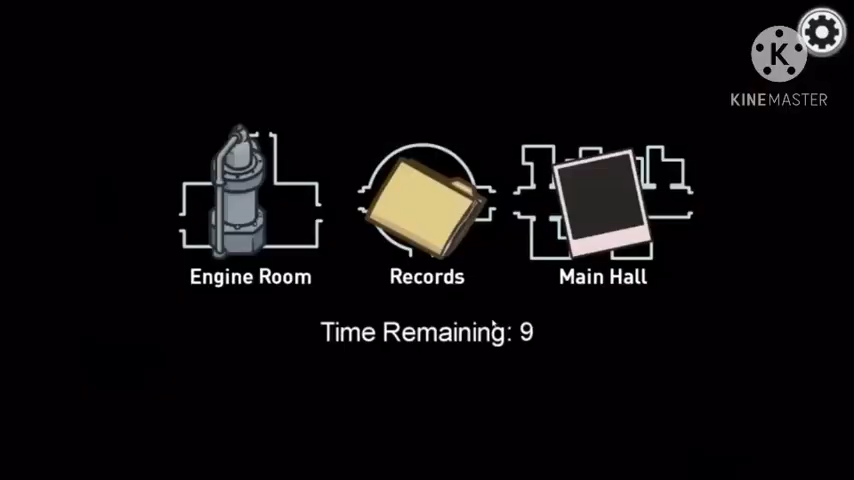 K
KINEMASTER
Engine Room
Records
Main Hall
Time Remaining: 9